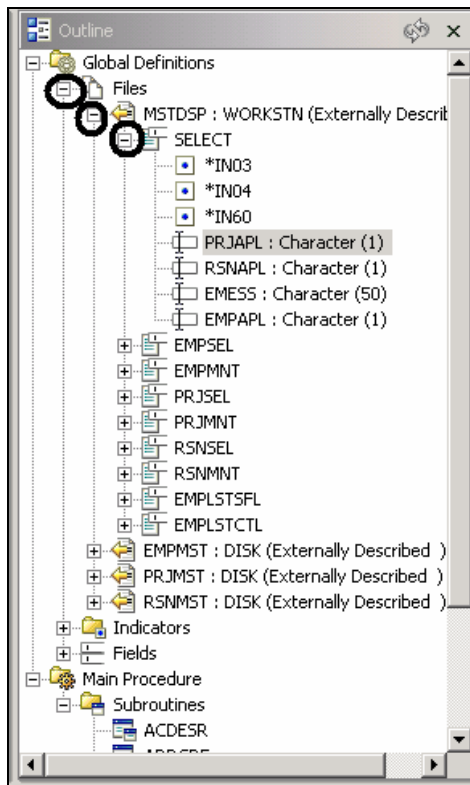 Outline
Global Definitions
Files
MSTDSP : WORKSTN (Externally Descrit
SELECT
*IN03
*IN04
*IN60
PRJAPL : Character (1)
RSNAPL : Character (1)
EMESS : Character (50)
EMPAPL : Character (1)
EMPSEL
EMPMNT
PRJSEL
PRJMNT
RSNSEL
RSNMNT
EMPLSTSFL
EMPLSTCTL
EMPMST : DISK (Externally Described )
PRJMST : DISK (Externally Described )
RSNMST : DISK (Externally Described )
Indicators
Fields
Main Procedure
Subroutines
ACDESR